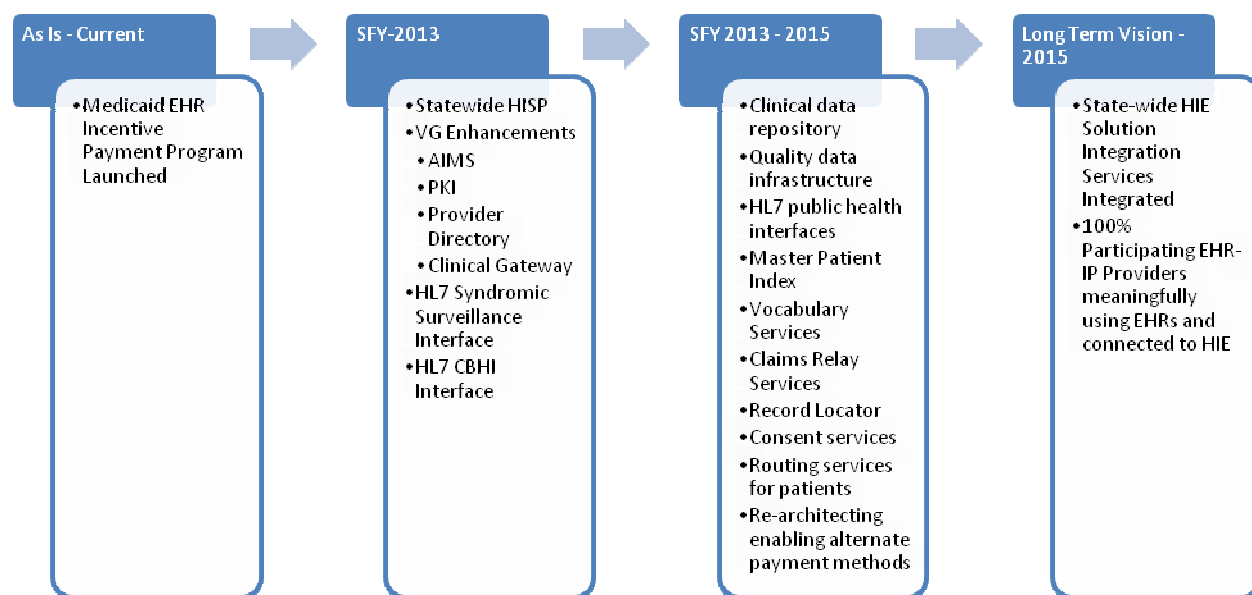 As Is - Current
•Medicaid EHR
Incentive
Payment Program
Launched
SFY-2013
•Statewide HISP
•VG Enhancements
•AIMS
•PKI
•Provider
Directory
•Clinical Gateway
•HL7 Syndromic
Surveillance
Interface
•HL7 CBHI
Interface
SFY 2013 - 2015
•Clinical data
repository
•Quality data
infrastructure
•HL7 public health
interfaces
•Master Patient
Index
•Vocabulary
Services
•Claims Relay
Services
•Record Locator
•Consent services
•Routing services
for patients
•Re-architecting
enabling alternate
payment methods
Long Term Vision -
2015
•State-wide HIE
Solution
Integration
Services
Integrated
•100%
Participating EHR-
IP Providers
meaningfully
using EHRs and
connected to HIE